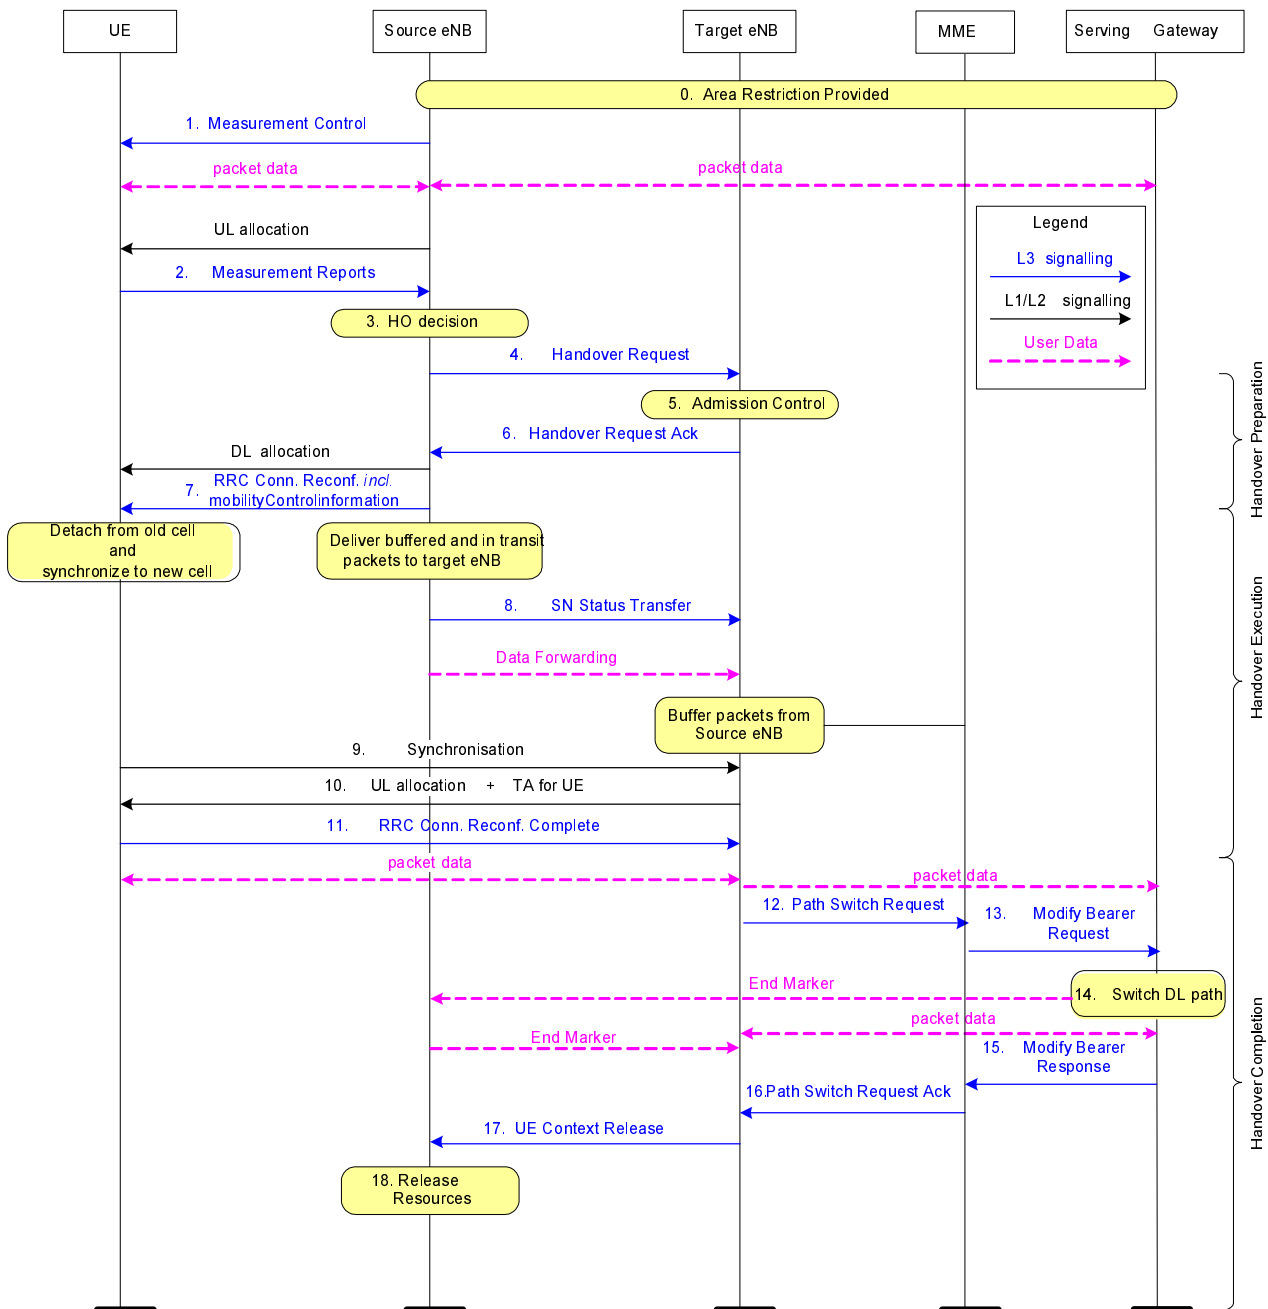 UE
Source eNB
Target eNB
MME
Serving Gateway
0. Area Restriction Provided
1. Measurement Control
packet data
packet data
Legend
L3 signalling
L1/L2 signalling
User Data
UL allocation
2. Measurement Reports
3. HO decision
4. Handover Request
5. Admission Control
6. Handover Request Ack
DL allocation
7. RRC Conn. Reconf. incl.
mobilityControlinformation
Handover Preparation
Detach from old cell
and
synchronize to new cell
Deliver buffered and in transit
packets to target eNB
8. SN Status Transfer
Data Forwarding
Buffer packets from
Source eNB
9. Synchronisation
10. UL allocation + TA for UE
11. RRC Conn. Reconf. Complete
Handover Execution
packet data
packet data
12. Path Switch Request
13. Modify Bearer
Request
End Marker
14. Switch DL path
packet data
End Marker
15. Modify Bearer
Response
16.Path Switch Request Ack
17. UE Context Release
18. Release
Resources
Handover Completion